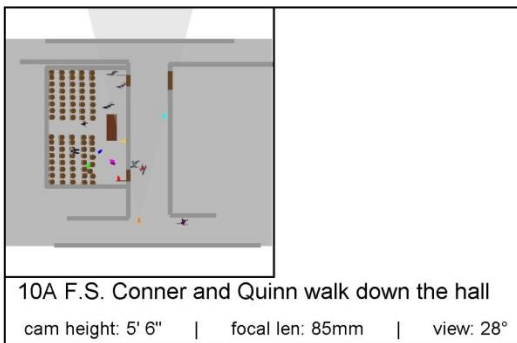 10A F.S. Conner and Quinn walk down the hall
cam height: 5' 6" | focal len: 85mm | view: 28°